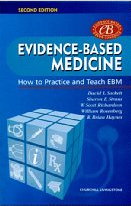 SECOND EDITION
EVIDENCE-BASED
MEDICINE
How to Practice and Teach EBM
David L. Sackett
Sharon E. Straus
W. Scott Richardson
William Rosenberg
R. Brian Haynes
CHURCHILL LIVINGSTONE